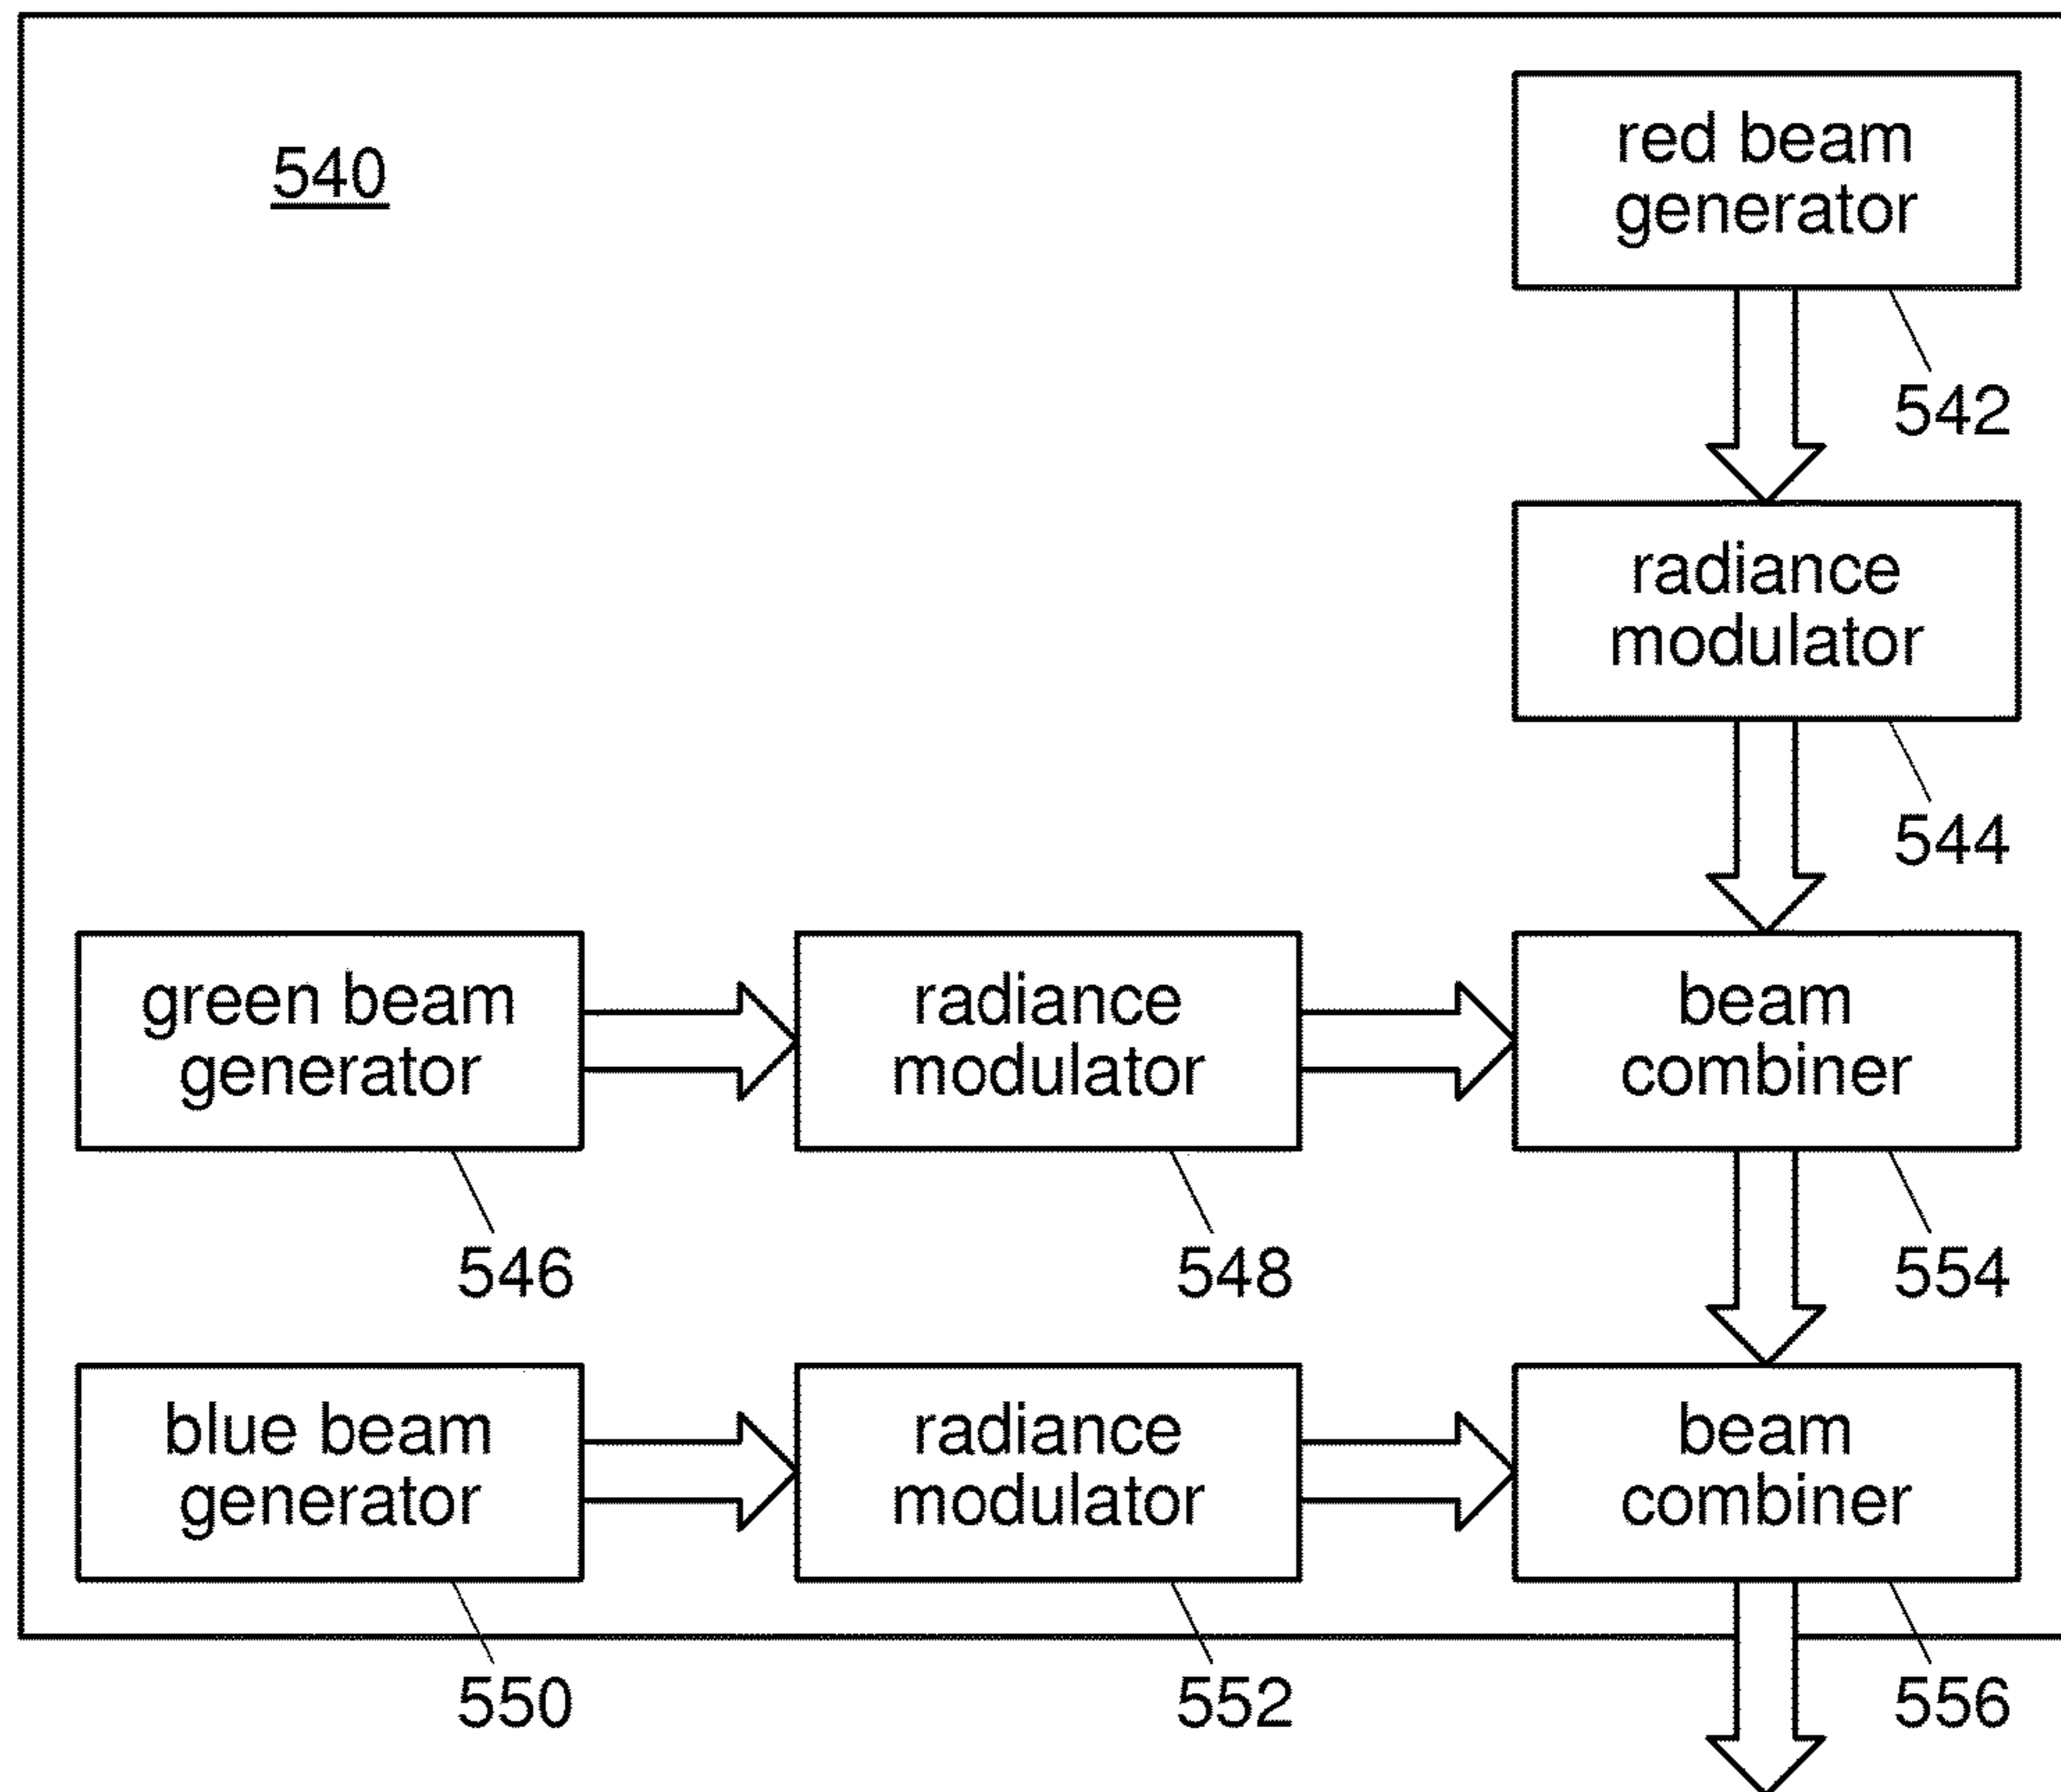 540
red beam
generator
542
radiance
modulator
544
green beam
generator
546
radiance
modulator
548
beam
combiner
554
blue beam
generator
550
radiance
modulator
552
beam
combiner
556